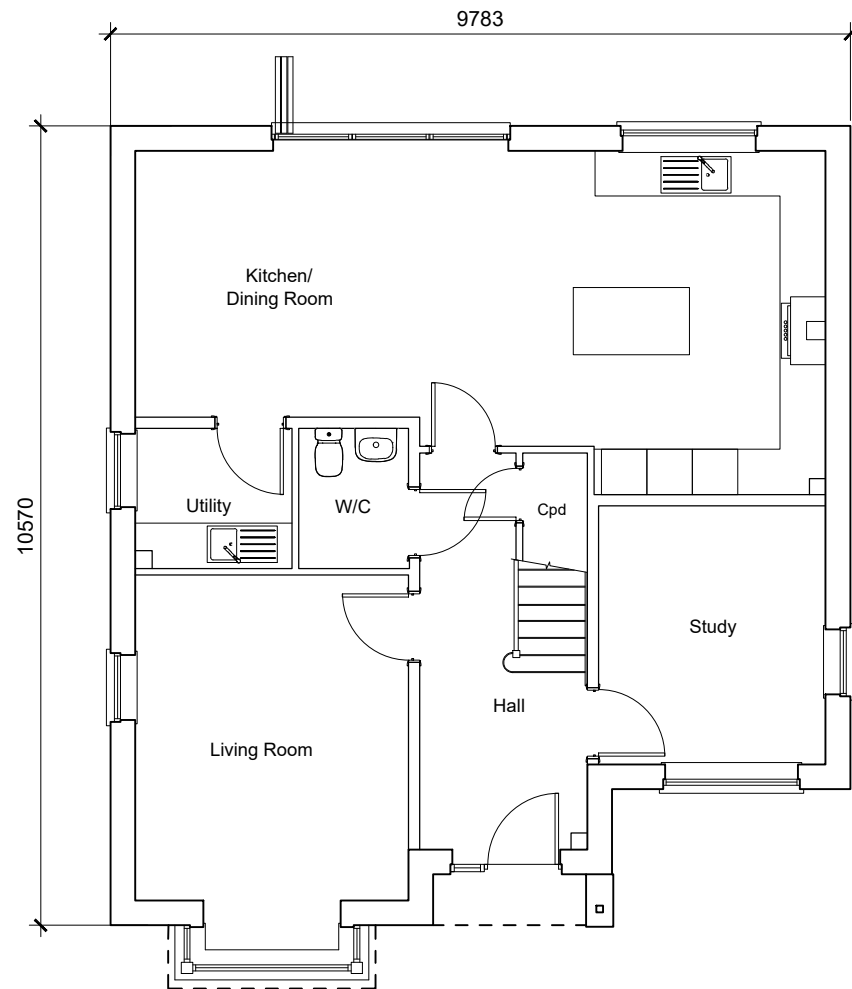 9783
Kitchen/
Dining Room
10570
Utility
W/C
Cpd
Study
Hall
Living Room